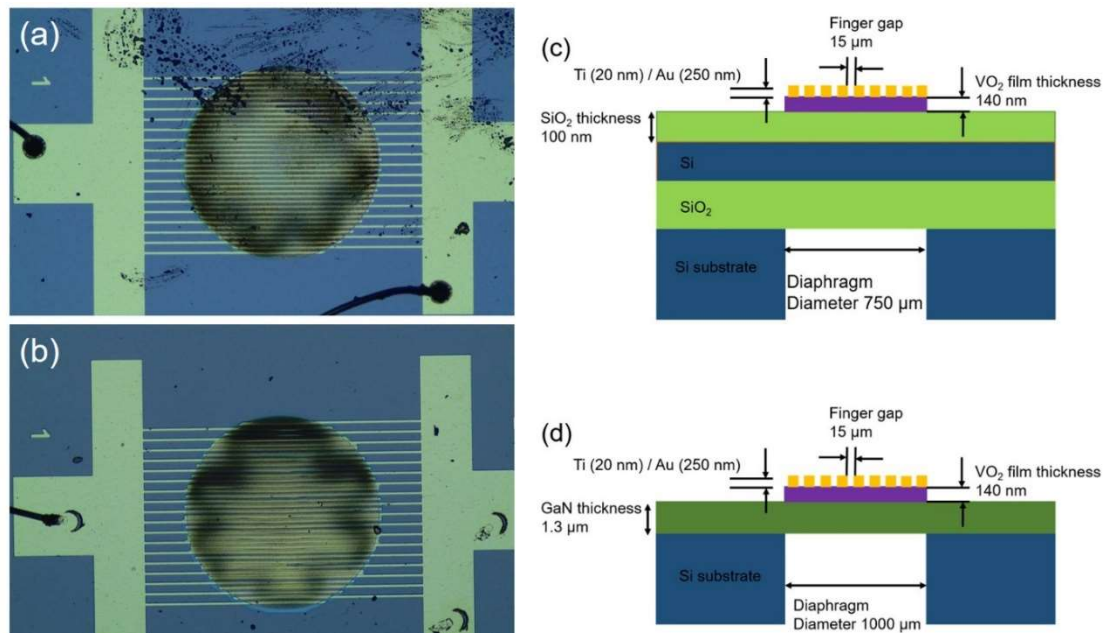 (a)
1
(b)
1
(c)
Finger gap
15 µm
Ti (20 nm) / Au (250 nm)
VO₂ film thickness
140 nm
SiO₂ thickness
100 nm
Si
SiO₂
Si substrate
Diaphragm
Diameter 750 µm
(d)
Finger gap
15 µm
Ti (20 nm) / Au (250 nm)
VO₂ film thickness
140 nm
GaN thickness
1.3 µm
Si substrate
Diaphragm
Diameter 1000 µm